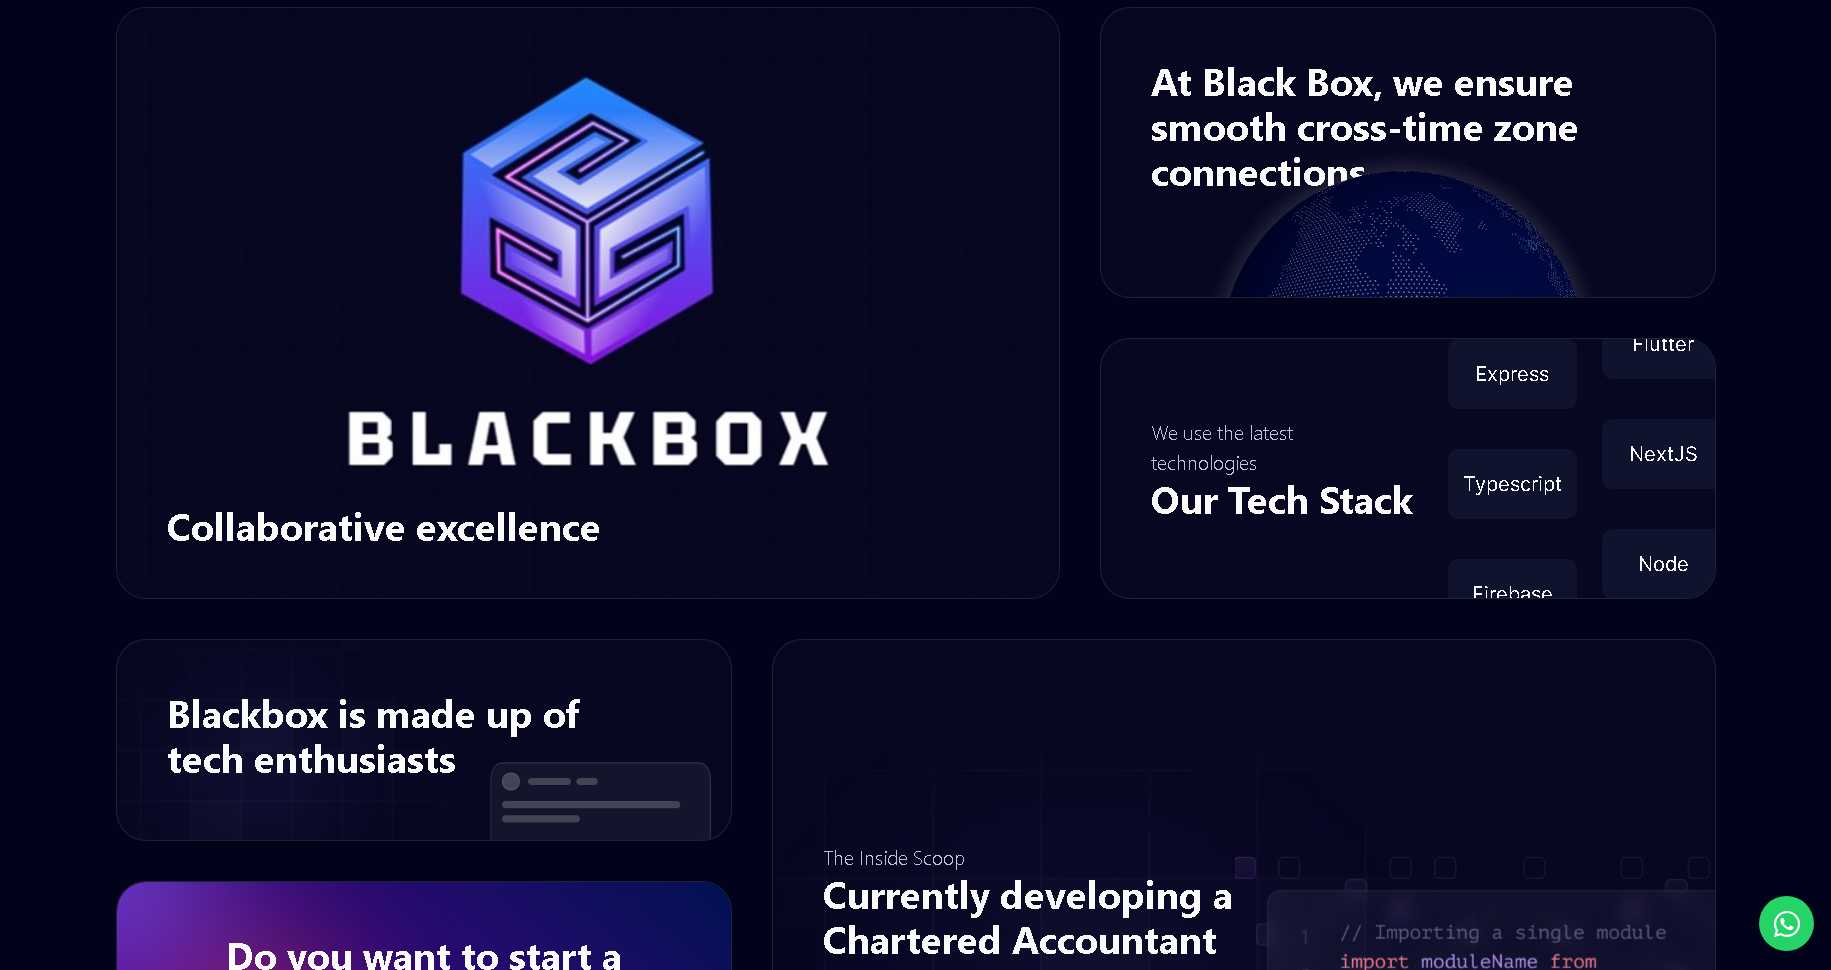 BLACKBOX
Collaborative excellence
At Black Box, we ensure
smooth cross-time zone
connections
We use the latest
technologies
Our Tech Stack
Express
Typescript
Firebase
Flutter
NextJS
Node
Blackbox is made up of
tech enthusiasts
The Inside Scoop
Currently developing a
Chartered Accountant
1 // Importing a single module
import moduleName from
Do you want to start a